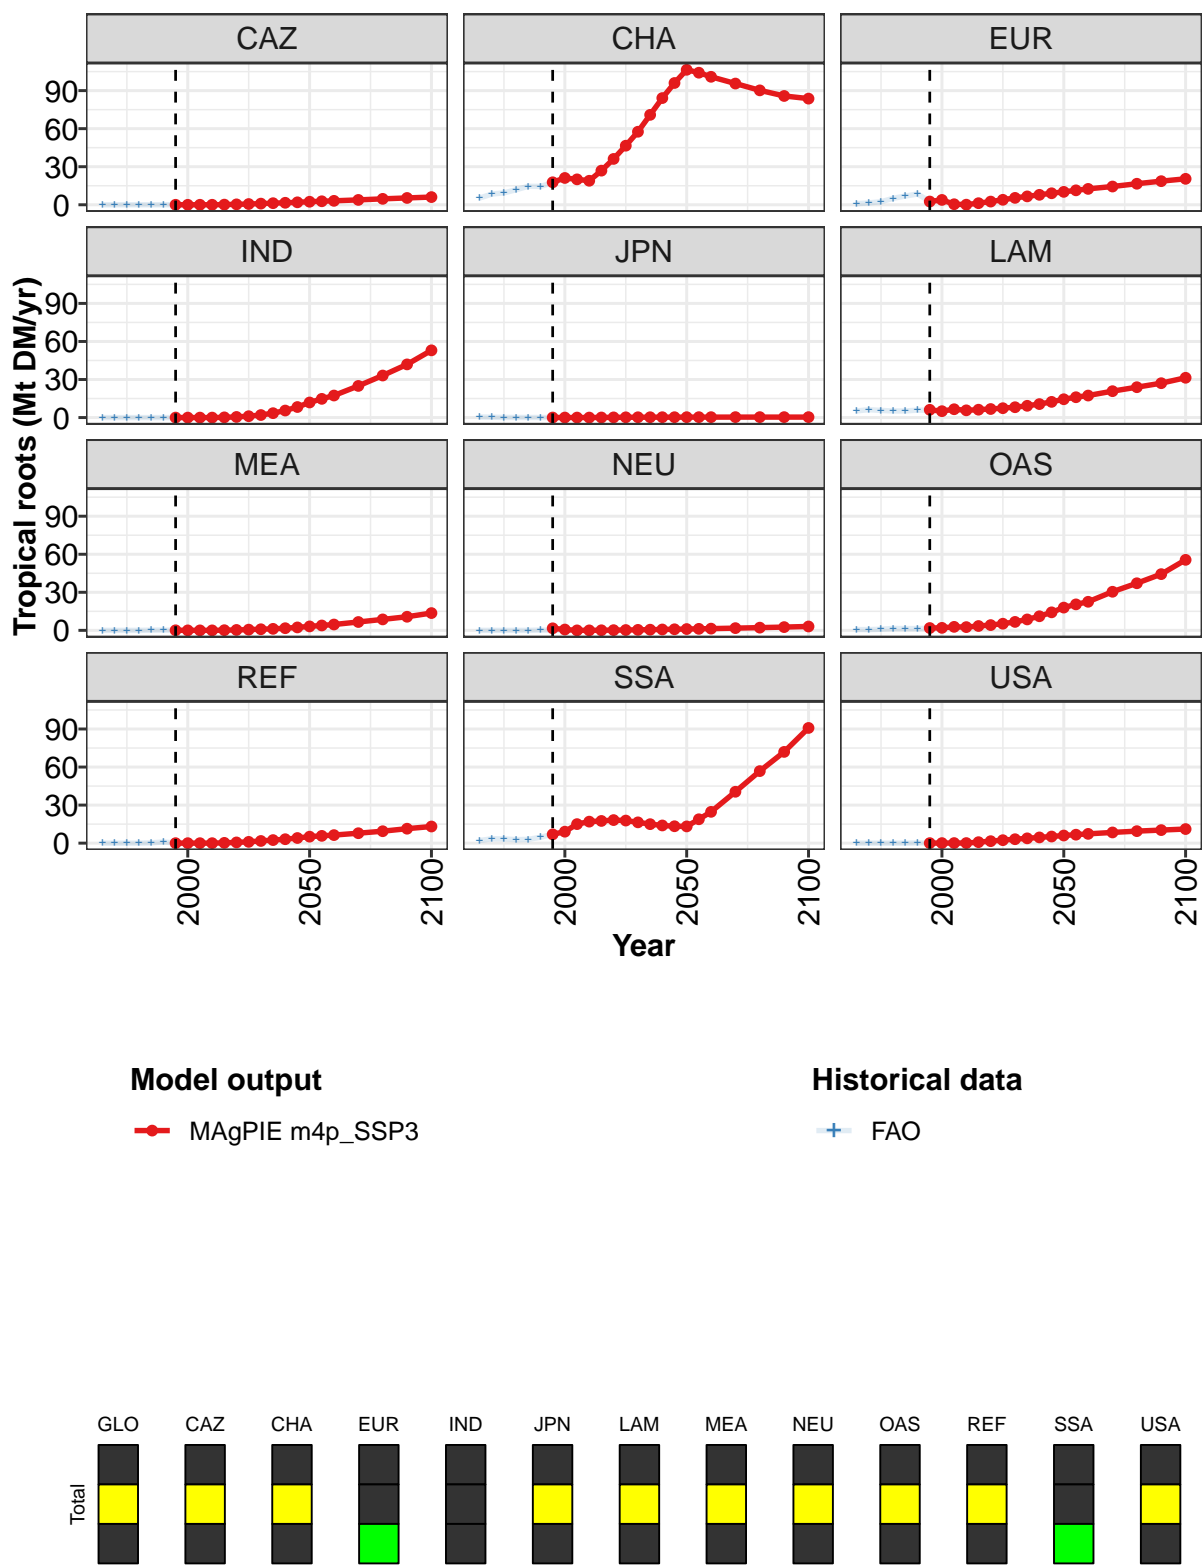 CAZ CHA EUR
90
60
30
0
IND JPN LAM
90
60
30
0
MEA NEU OAS
90
60
30
0
REF SSA USA
90
60
30
0
Tropical roots (Mt DM/yr)
2000 2050 2100 2000 2050 2100 2000 2050 2100
Year
Model output Historical data
MAgPIE m4p_SSP3 FAO
GLO CAZ CHA EUR IND JPN LAM MEA NEU OAS REF SSA USA
Total